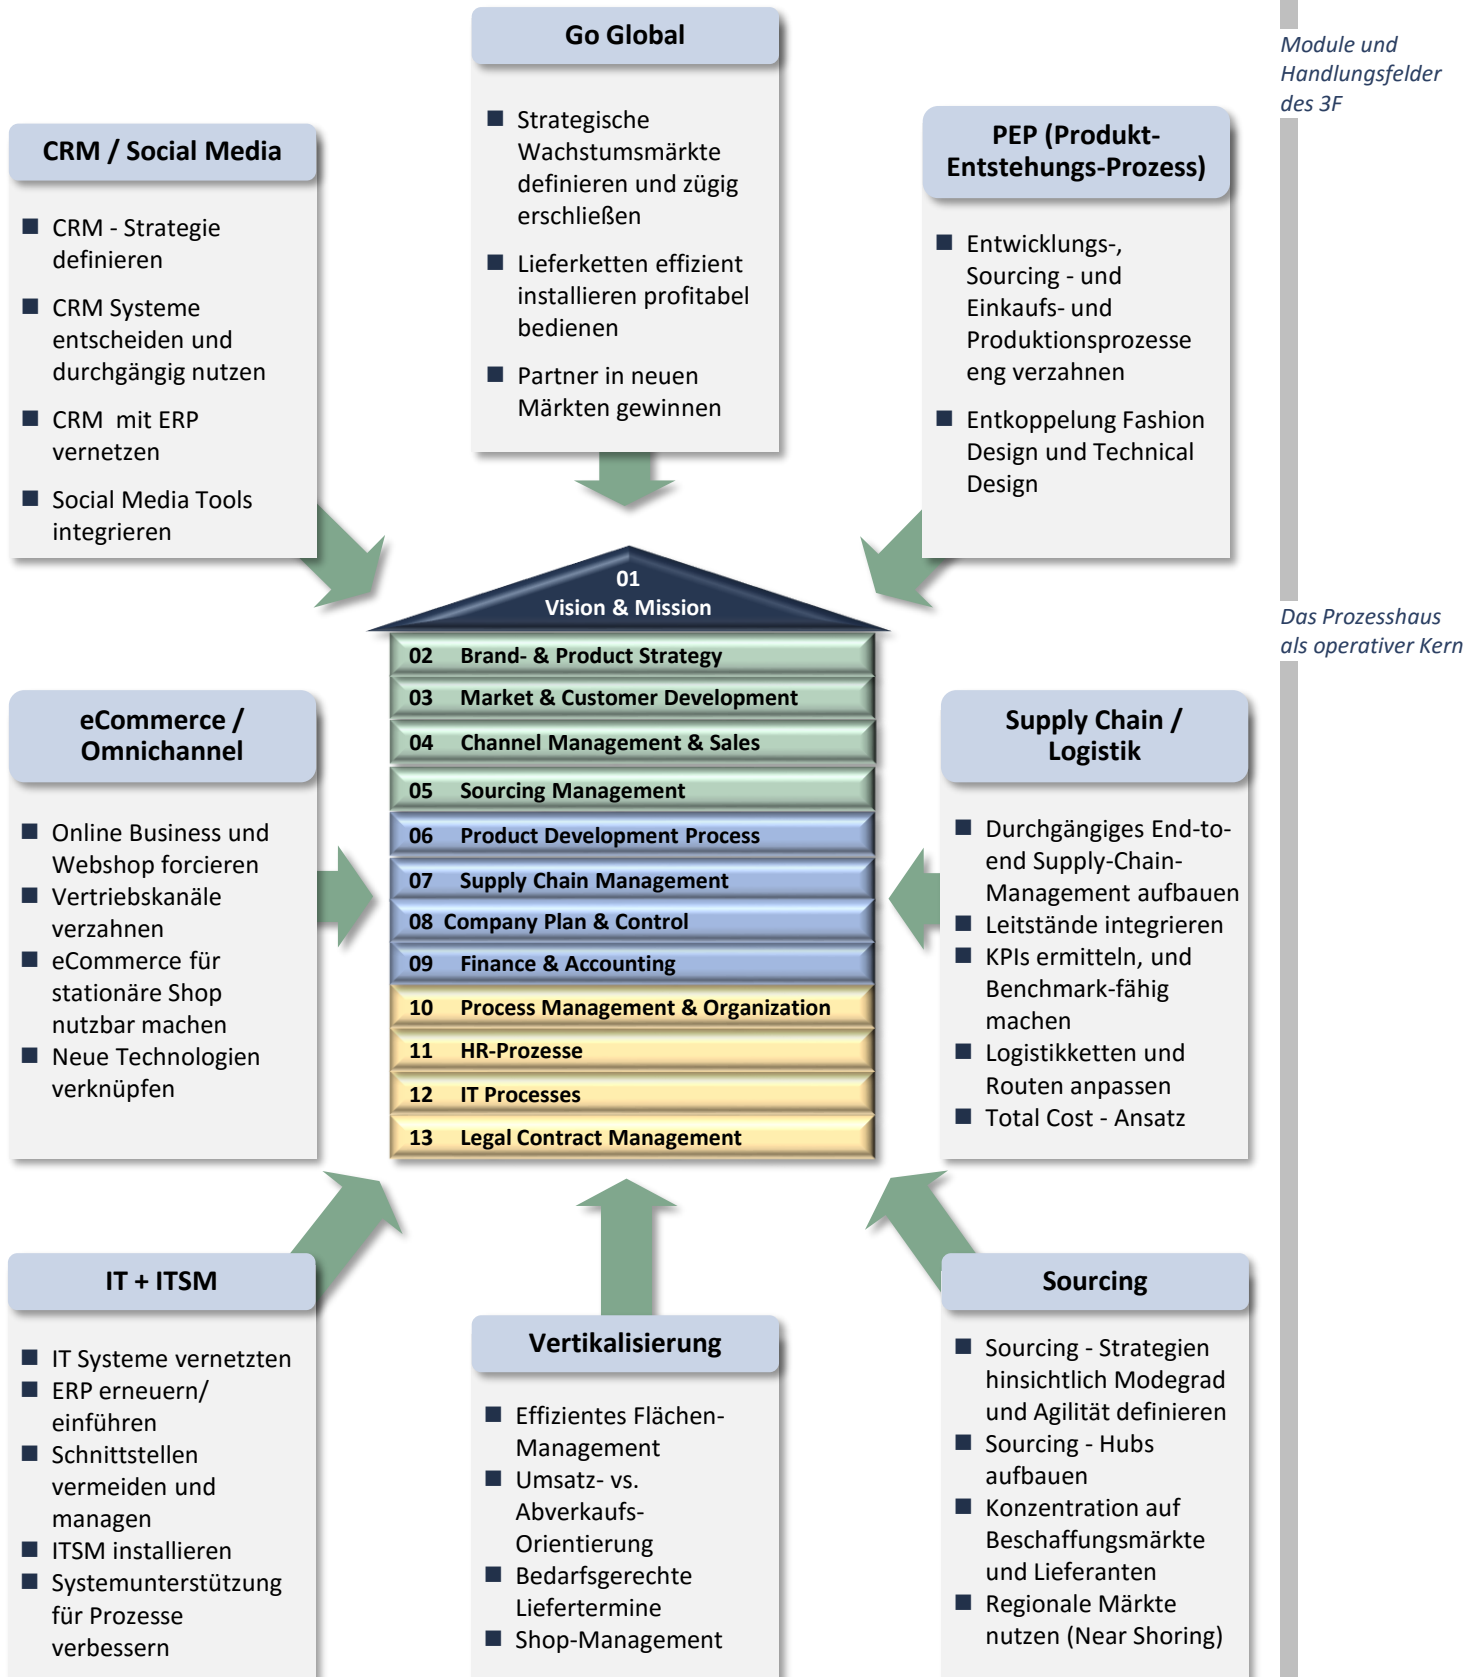 Go Global
Strategische
Wachstumsmärkte
definieren und zügig
erschließen
Lieferketten effizient
installieren profitabel
bedienen
Partner in neuen
Märkten gewinnen
Module und
Handlungsfelder
des 3F
CRM / Social Media
CRM - Strategie
definieren
CRM Systeme
entscheiden und
durchgängig nutzen
CRM  mit ERP
vernetzen
Social Media Tools
integrieren
PEP (Produkt-
Entstehungs-Prozess)
Entwicklungs-,
Sourcing - und
Einkaufs- und
Produktionsprozesse
eng verzahnen
Entkoppelung Fashion
Design und Technical
Design
01
Vision & Mission
02 Brand- & Product Strategy
03 Market & Customer Development
04 Channel Management & Sales
05 Sourcing Management
06 Product Development Process
07 Supply Chain Management
08 Company Plan & Control
09 Finance & Accounting
10 Process Management & Organization
11 HR-Prozesse
12 IT Processes
13 Legal Contract Management
Das Prozesshaus
als operativer Kern
eCommerce /
Omnichannel
Online Business und
Webshop forcieren
Vertriebskanäle
verzahnen
eCommerce für
stationäre Shop
nutzbar machen
Neue Technologien
verknüpfen
Supply Chain /
Logistik
Durchgängiges End-to-
end Supply-Chain-
Management aufbauen
Leitstände integrieren
KPIs ermitteln, und
Benchmark-fähig
machen
Logistikketten und
Routen anpassen
Total Cost - Ansatz
IT + ITSM
IT Systeme vernetzten
ERP erneuern/
einführen
Schnittstellen
vermeiden und
managen
ITSM installieren
Systemunterstützung
für Prozesse
verbessern
Vertikalisierung
Effizientes Flächen-
Management
Umsatz- vs.
Abverkaufs-
Orientierung
Bedarfsgerechte
Liefertermine
Shop-Management
Sourcing
Sourcing - Strategien
hinsichtlich Modegrad
und Agilität definieren
Sourcing - Hubs
aufbauen
Konzentration auf
Beschaffungsmärkte
und Lieferanten
Regionale Märkte
nutzen (Near Shoring)